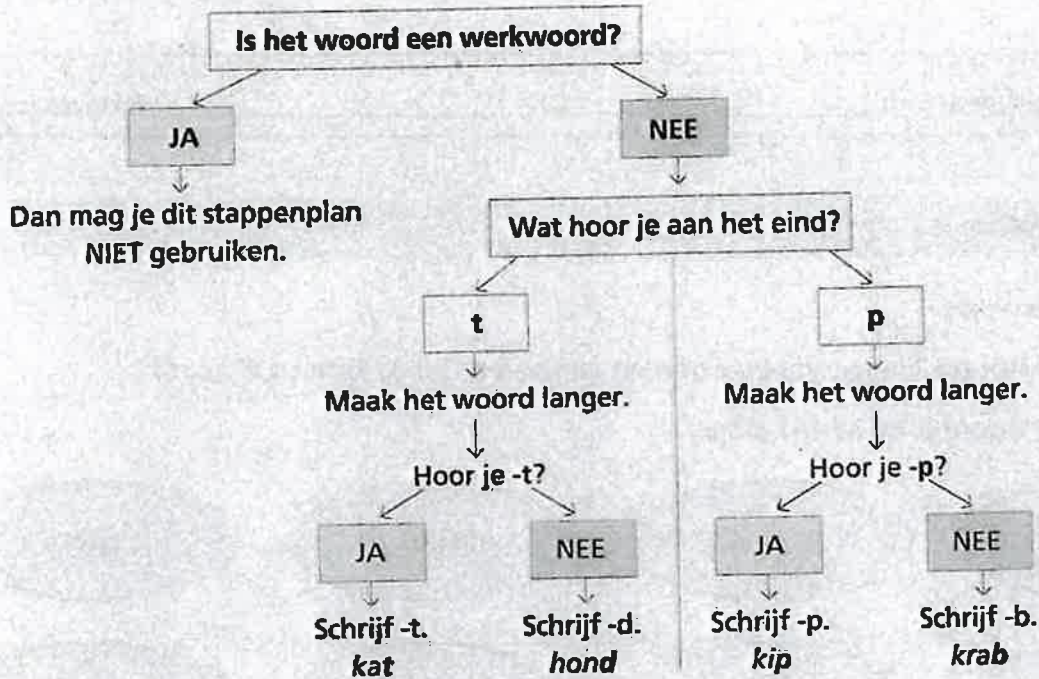 Is het woord een werkwoord?
JA
NEE
Dan mag je dit stappenplan
NIET gebruiken.
Wat hoor je aan het eind?
t
p
Maak het woord langer.
Maak het woord langer.
Hoor je -t?
Hoor je -p?
JA
NEE
JA
NEE
Schrijf -t.
kat
Schrijf -d.
hond
Schrijf -p.
kip
Schrijf -b.
krab